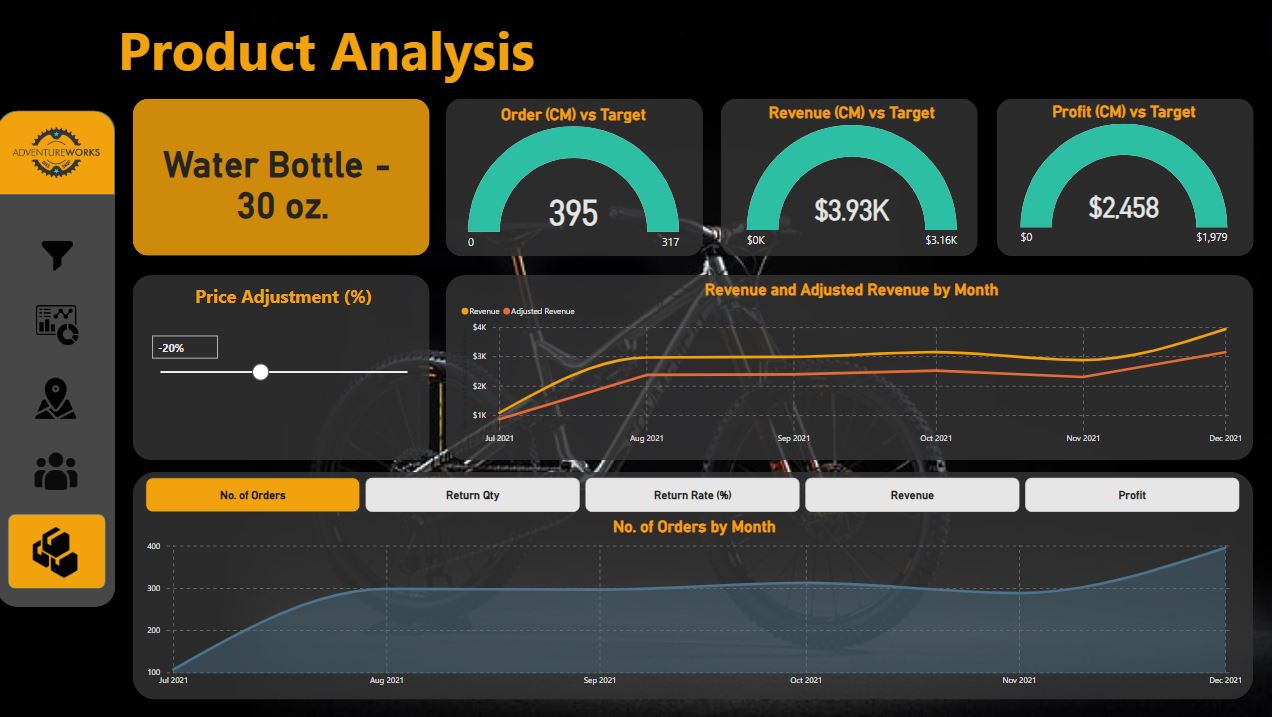 Product Analysis
ADVENTUREWORKS
BIKE SHOP
Water Bottle -
30 oz.
Order (CM) vs Target
395
0
317
Revenue (CM) vs Target
$3.93K
$0K
$3.16K
Profit (CM) vs Target
$2,458
$0
$1,979
Price Adjustment (%)
-20%
Revenue and Adjusted Revenue by Month
Revenue
Adjusted Revenue
$4K
$3K
$2K
$1K
Jul 2021
Aug 2021
Sep 2021
Oct 2021
Nov 2021
Dec 2021
No. of Orders
Return Qty
Return Rate (%)
Revenue
Profit
No. of Orders by Month
400
300
200
100
Jul 2021
Aug 2021
Sep 2021
Oct 2021
Nov 2021
Dec 2021